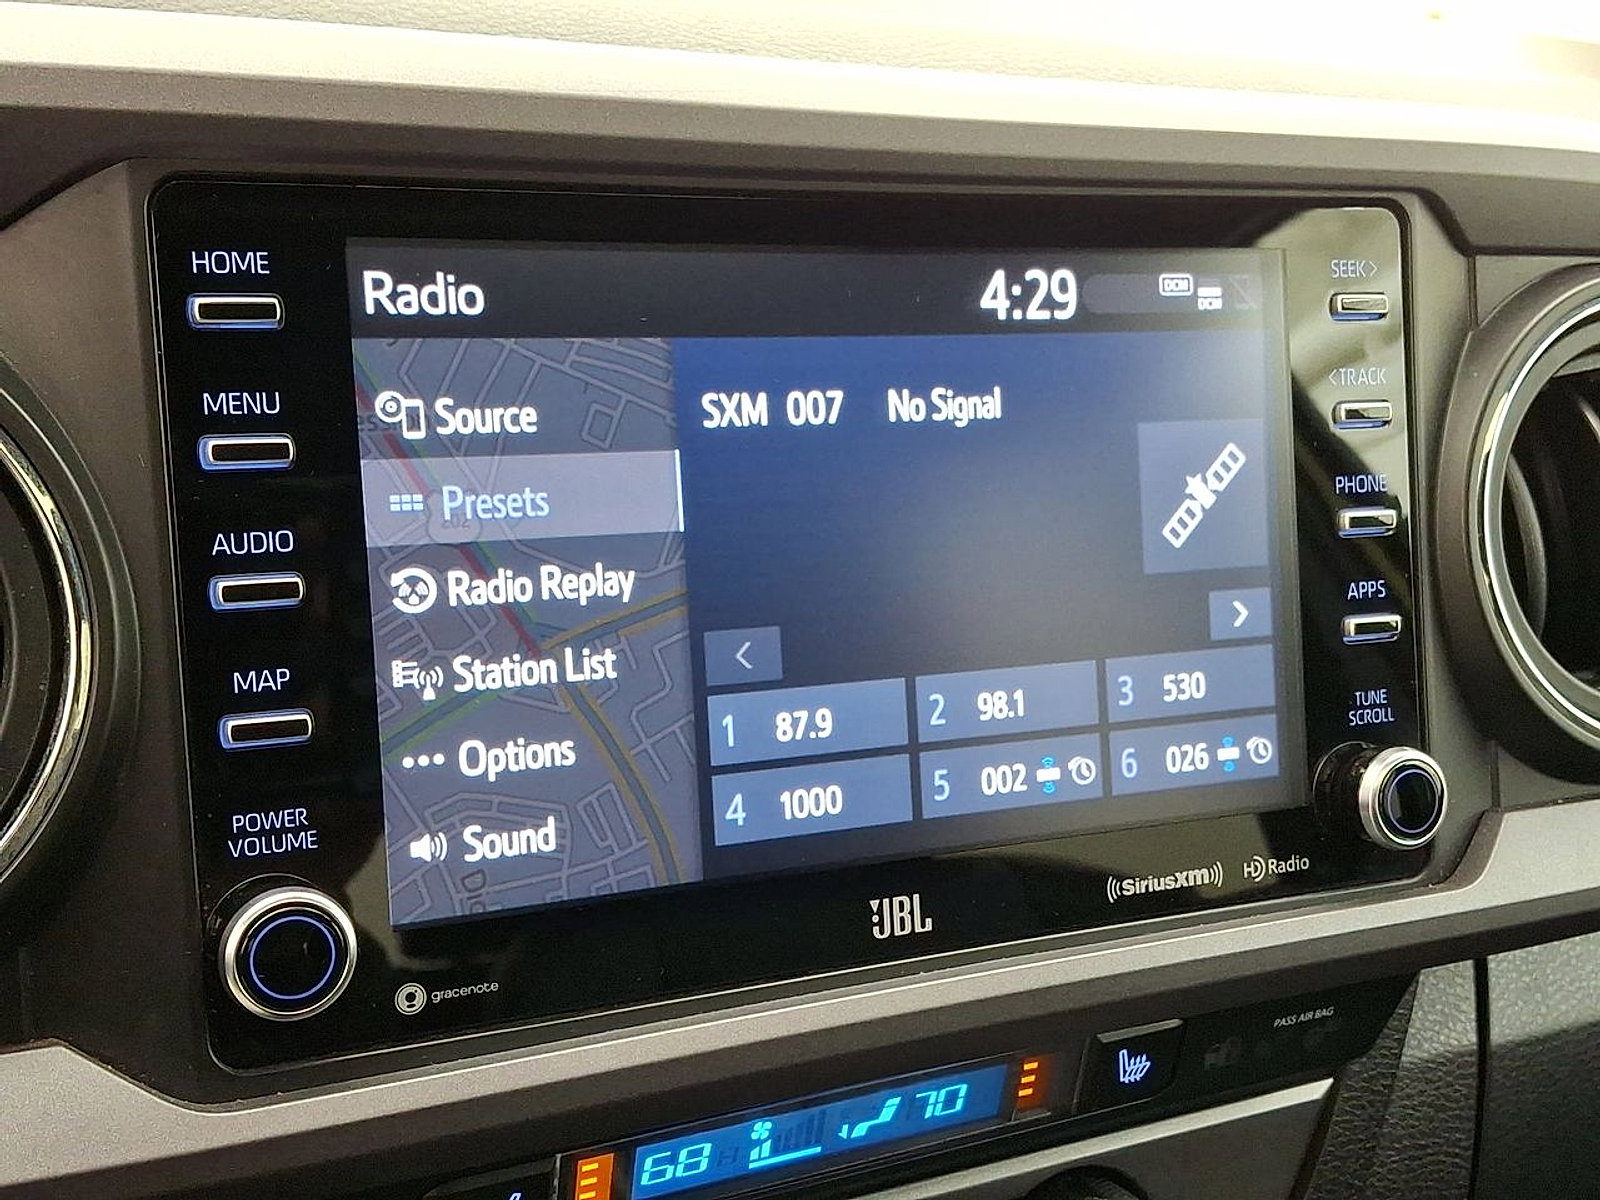 HOME
MENU
AUDIO
MAP
POWER
VOLUME
Radio
4:29
DCM
DCM
Source
Presets
Radio Replay
Station List
Options
Sound
SXM 007 No Signal
<
>
1 87.9
2 98.1
3 530
4 1000
5 002
6 026
SEEK>
<TRACK
PHONE
APPS
TUNE
SCROLL
gracenote
JBL
((SiriusXM))
HD Radio
PASS AIR BAG
68
70